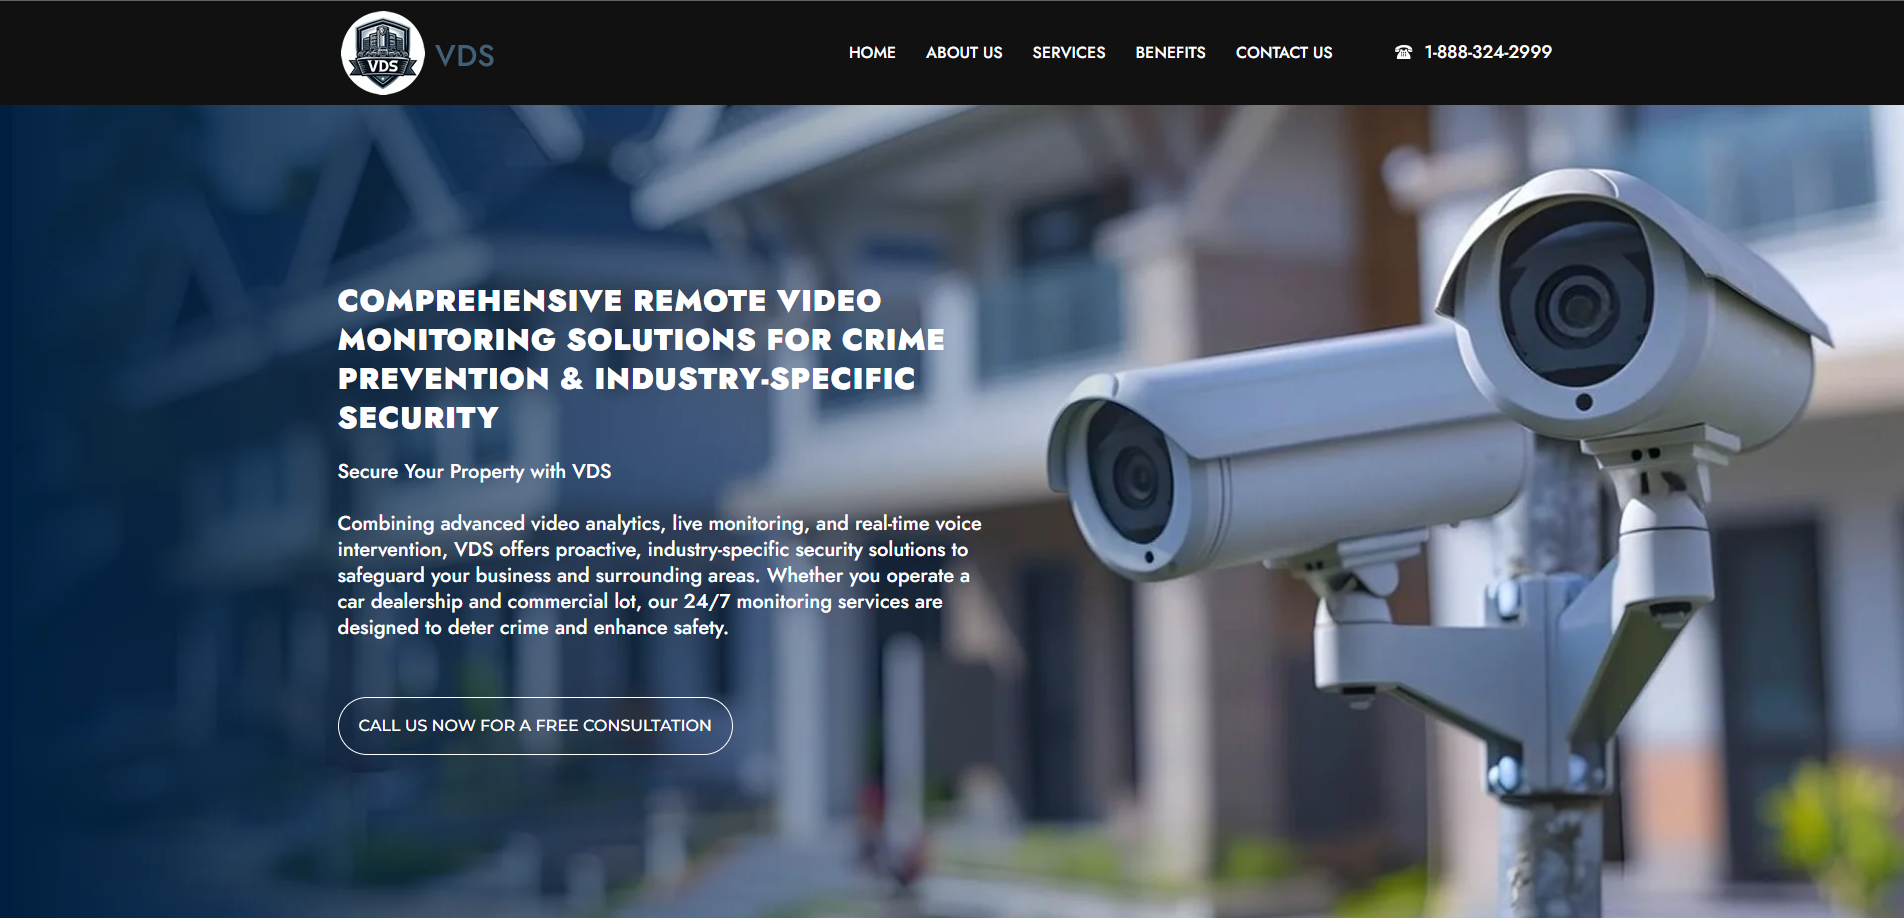 VDS
VDS
HOME ABOUT US SERVICES BENEFITS CONTACT US 1-888-324-2999
COMPREHENSIVE REMOTE VIDEO
MONITORING SOLUTIONS FOR CRIME
PREVENTION & INDUSTRY-SPECIFIC
SECURITY
Secure Your Property with VDS
Combining advanced video analytics, live monitoring, and real-time voice
intervention, VDS offers proactive, industry-specific security solutions to
safeguard your business and surrounding areas. Whether you operate a
car dealership and commercial lot, our 24/7 monitoring services are
designed to deter crime and enhance safety.
CALL US NOW FOR A FREE CONSULTATION